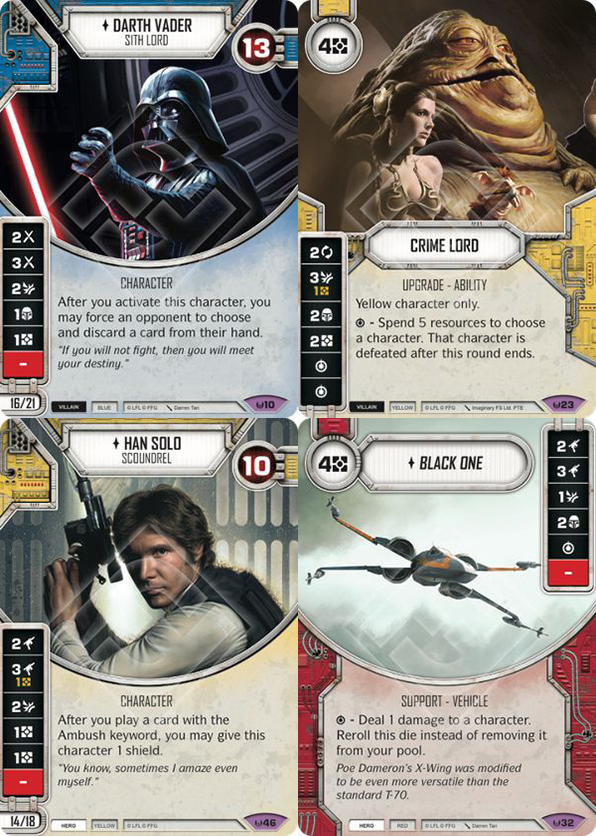 DARTH VADER
SITH LORD
13
2
3
2
1
1
-
16/21
CHARACTER
After you activate this character, you
may force an opponent to choose
and discard a card from their hand.
"If you will not fight, then you will meet
your destiny."
VILLAIN BLUE © LFL © FFG Darren Tan 10
4
CRIME LORD
2
3
1
2
2
UPGRADE - ABILITY
Yellow character only.
- Spend 5 resources to choose
a character. That character is
defeated after this round ends.
VILLAIN YELLOW © LFL © FFG Imaginary FS Ltd. PTE 23
HAN SOLO
SCOUNDREL
10
2
3
1
2
1
1
-
14/18
CHARACTER
After you play a card with the
Ambush keyword, you may give this
character 1 shield.
"You know, sometimes I amaze even
myself."
HERO YELLOW © LFL © FFG 46
4
BLACK ONE
2
3
1
2
-
SUPPORT - VEHICLE
- Deal 1 damage to a character.
Reroll this die instead of removing it
from your pool.
Poe Dameron's X-Wing was modified
to be even more versatile than the
standard T-70.
HERO RED © LFL © FFG Darren Tan 32